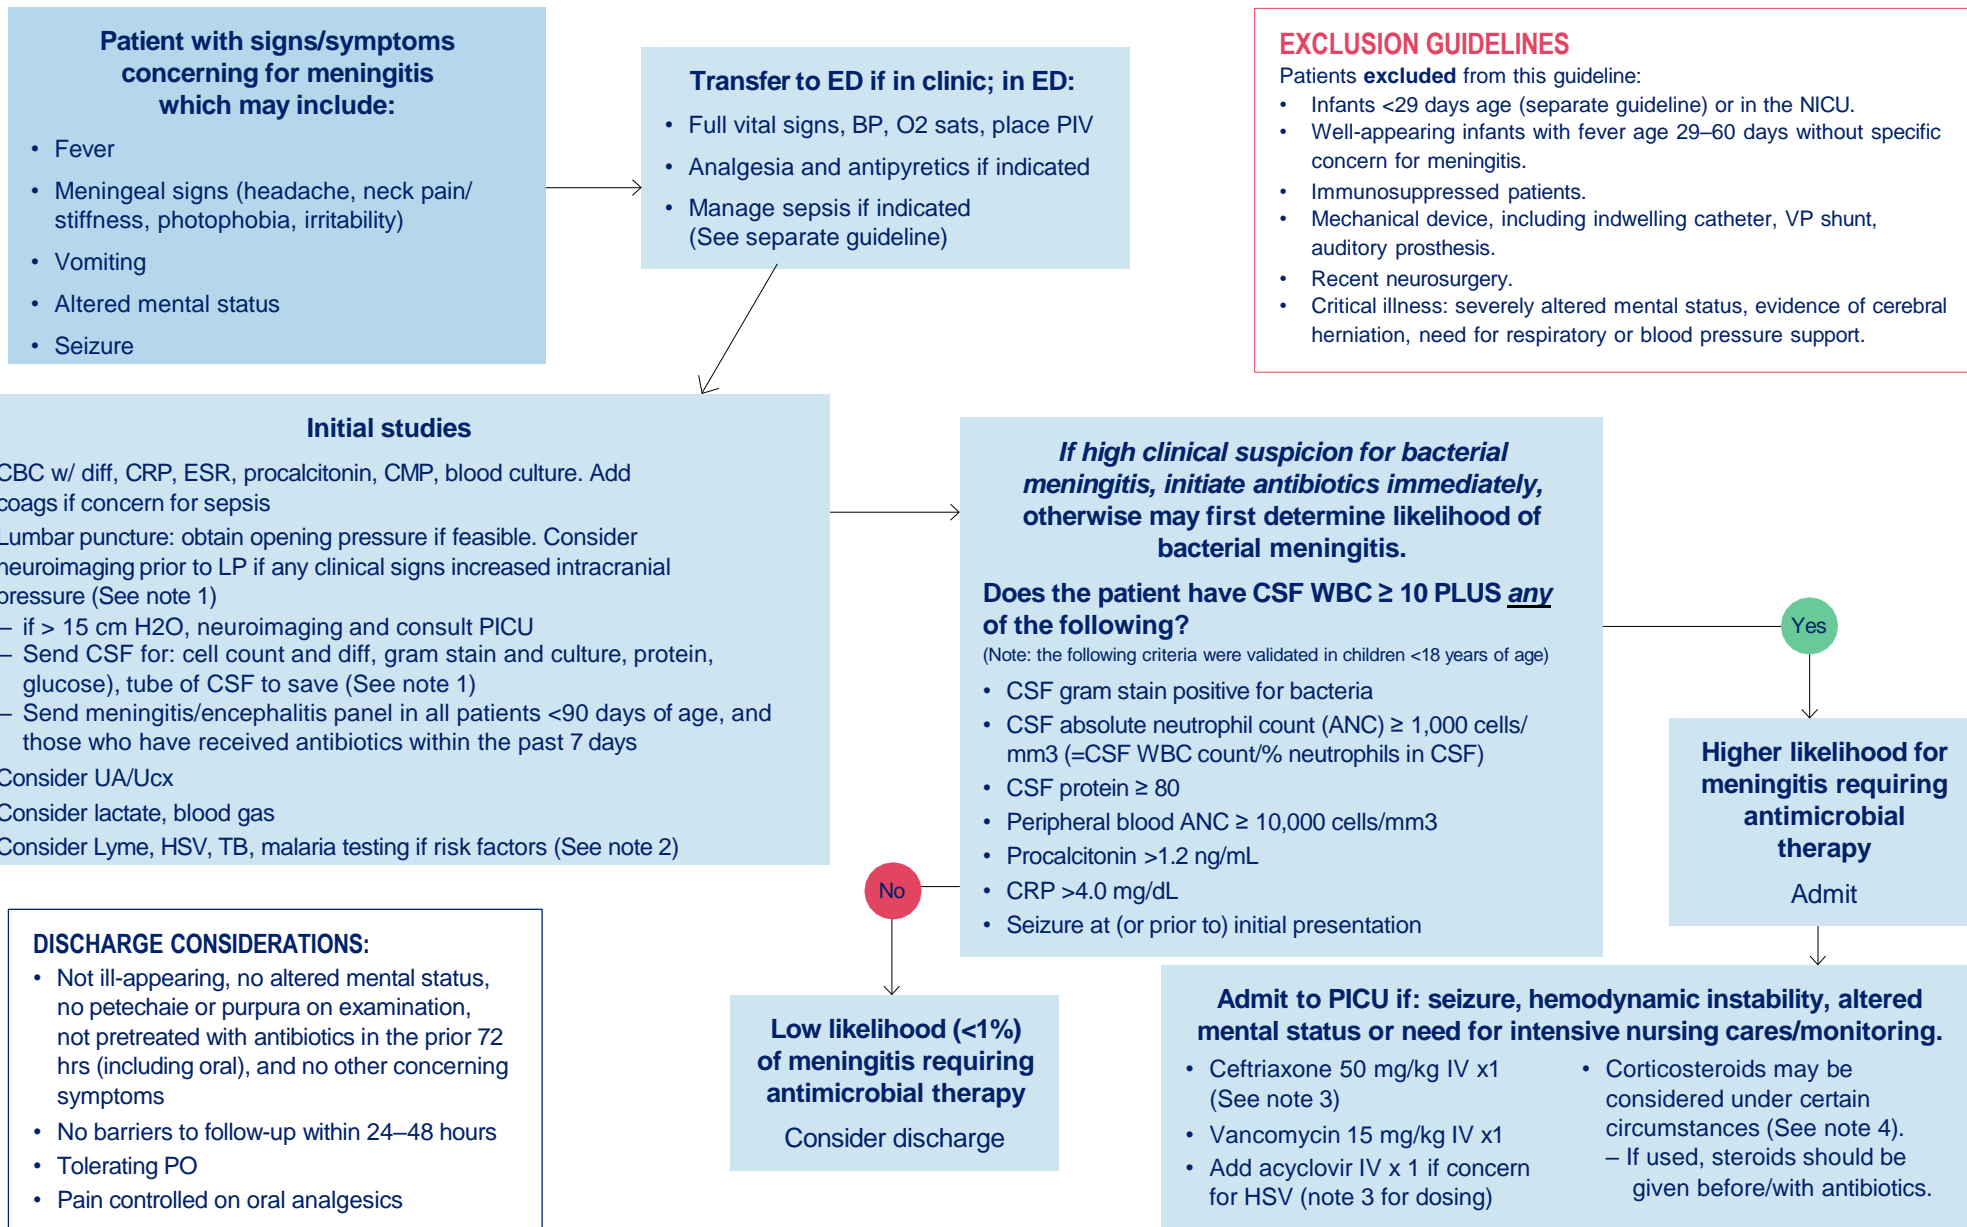 Patient with signs/symptoms
concerning for meningitis
which may include:
• Fever
• Meningeal signs (headache, neck pain/
stiffness, photophobia, irritability)
• Vomiting
• Altered mental status
• Seizure
Transfer to ED if in clinic; in ED:
• Full vital signs, BP, O2 sats, place PIV
• Analgesia and antipyretics if indicated
• Manage sepsis if indicated
(See separate guideline)
EXCLUSION GUIDELINES
Patients excluded from this guideline:
• Infants <29 days age (separate guideline) or in the NICU.
• Well-appearing infants with fever age 29–60 days without specific
concern for meningitis.
• Immunosuppressed patients.
• Mechanical device, including indwelling catheter, VP shunt,
auditory prosthesis.
• Recent neurosurgery.
• Critical illness: severely altered mental status, evidence of cerebral
herniation, need for respiratory or blood pressure support.
Initial studies
CBC w/ diff, CRP, ESR, procalcitonin, CMP, blood culture. Add
coags if concern for sepsis
Lumbar puncture: obtain opening pressure if feasible. Consider
neuroimaging prior to LP if any clinical signs increased intracranial
pressure (See note 1)
– if > 15 cm H2O, neuroimaging and consult PICU
– Send CSF for: cell count and diff, gram stain and culture, protein,
glucose), tube of CSF to save (See note 1)
– Send meningitis/encephalitis panel in all patients <90 days of age, and
those who have received antibiotics within the past 7 days
Consider UA/Ucx
Consider lactate, blood gas
Consider Lyme, HSV, TB, malaria testing if risk factors (See note 2)
If high clinical suspicion for bacterial
meningitis, initiate antibiotics immediately,
otherwise may first determine likelihood of
bacterial meningitis.
Does the patient have CSF WBC ≥ 10 PLUS any
of the following?
(Note: the following criteria were validated in children <18 years of age)
• CSF gram stain positive for bacteria
• CSF absolute neutrophil count (ANC) ≥ 1,000 cells/
mm3 (=CSF WBC count/% neutrophils in CSF)
• CSF protein ≥ 80
• Peripheral blood ANC ≥ 10,000 cells/mm3
• Procalcitonin >1.2 ng/mL
• CRP >4.0 mg/dL
• Seizure at (or prior to) initial presentation
Yes
No
Higher likelihood for
meningitis requiring
antimicrobial
therapy
Admit
DISCHARGE CONSIDERATIONS:
• Not ill-appearing, no altered mental status,
no petechaie or purpura on examination,
not pretreated with antibiotics in the prior 72
hrs (including oral), and no other concerning
symptoms
• No barriers to follow-up within 24–48 hours
• Tolerating PO
• Pain controlled on oral analgesics
Low likelihood (<1%)
of meningitis requiring
antimicrobial therapy
Consider discharge
Admit to PICU if: seizure, hemodynamic instability, altered
mental status or need for intensive nursing cares/monitoring.
• Ceftriaxone 50 mg/kg IV x1
(See note 3)
• Vancomycin 15 mg/kg IV x1
• Add acyclovir IV x 1 if concern
for HSV (note 3 for dosing)
• Corticosteroids may be
considered under certain
circumstances (See note 4).
– If used, steroids should be
given before/with antibiotics.